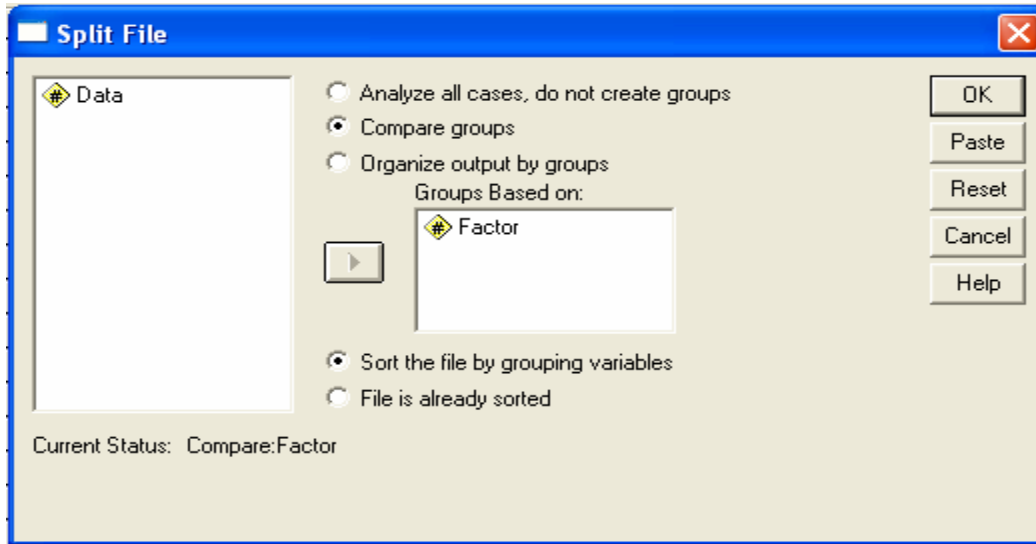 Split File
Data
Analyze all cases, do not create groups
Compare groups
Organize output by groups
Groups Based on:
Factor
Sort the file by grouping variables
File is already sorted
OK
Paste
Reset
Cancel
Help
Current Status: Compare:Factor